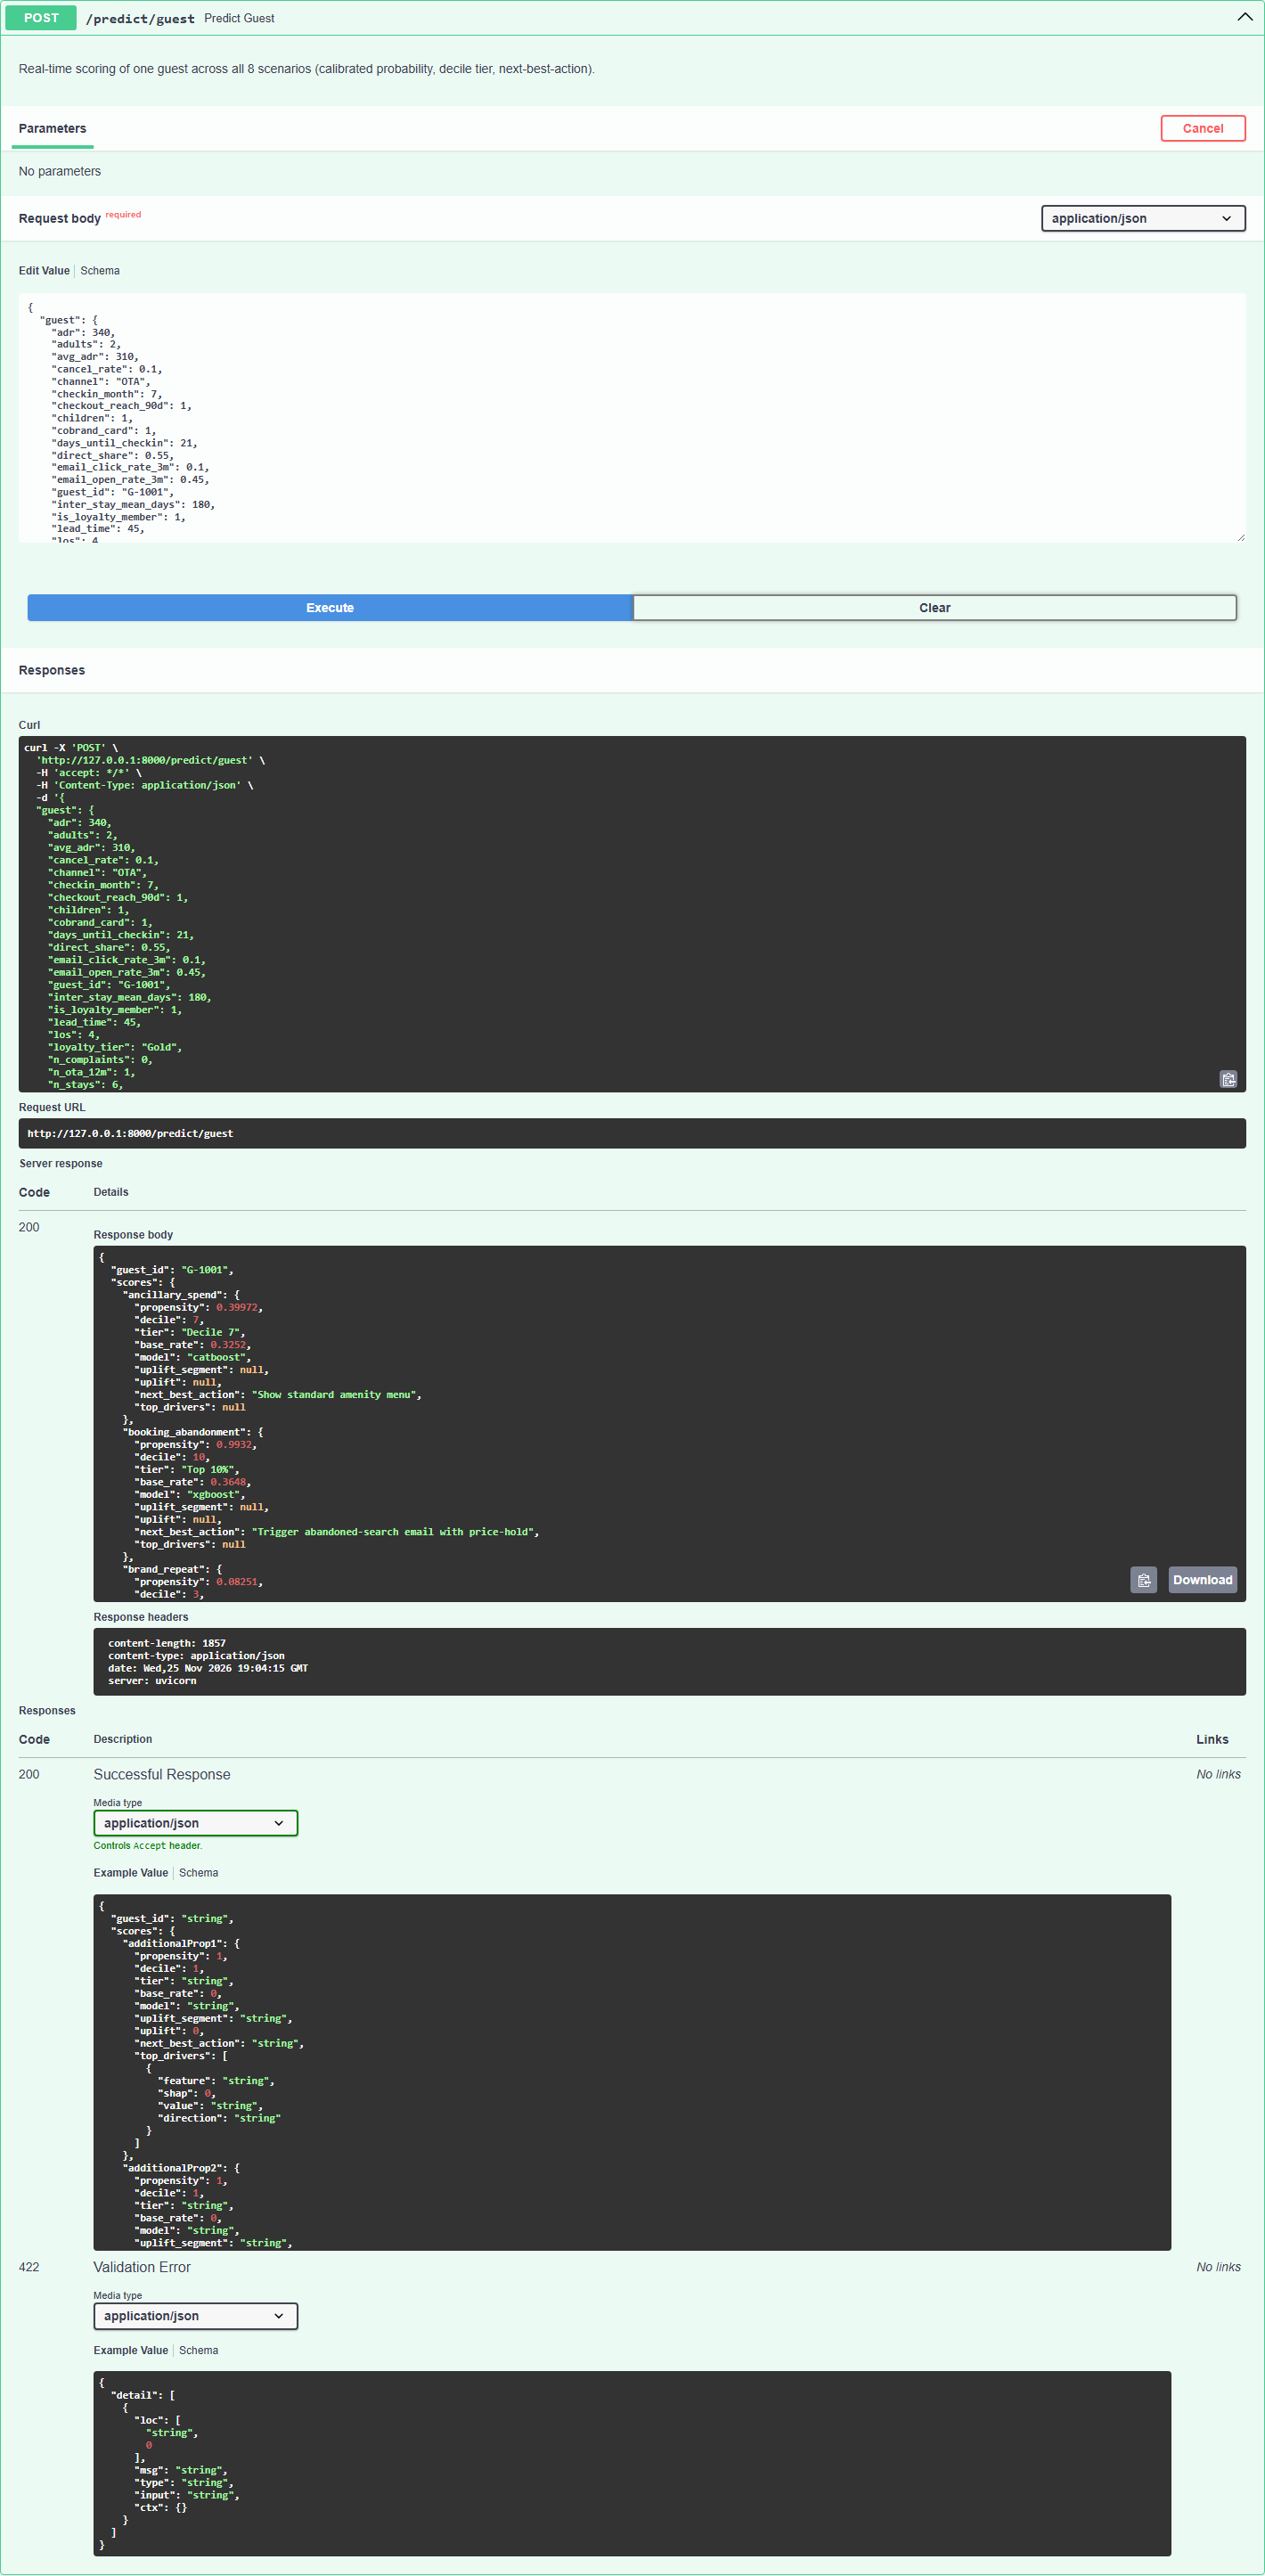 POST /predict/guest Predict Guest
Real-time scoring of one guest across all 8 scenarios (calibrated probability, decile tier, next-best-action).
Parameters
Cancel
No parameters
Request body required
application/json
Edit Value | Schema
{
  "guest": {
    "adr": 340,
    "adults": 2,
    "avg_adr": 310,
    "cancel_rate": 0.1,
    "channel": "OTA",
    "checkin_month": 7,
    "checkout_reach_90d": 1,
    "children": 1,
    "cobrand_card": 1,
    "days_until_checkin": 21,
    "direct_share": 0.55,
    "email_click_rate_3m": 0.1,
    "email_open_rate_3m": 0.45,
    "guest_id": "G-1001",
    "inter_stay_mean_days": 180,
    "is_loyalty_member": 1,
    "lead_time": 45,
    "los": 4
Execute
Clear
Responses
Curl
curl -X 'POST' \
  'http://127.0.0.1:8000/predict/guest' \
  -H 'accept: */*' \
  -H 'Content-Type: application/json' \
  -d '{
  "guest": {
    "adr": 340,
    "adults": 2,
    "avg_adr": 310,
    "cancel_rate": 0.1,
    "channel": "OTA",
    "checkin_month": 7,
    "checkout_reach_90d": 1,
    "children": 1,
    "cobrand_card": 1,
    "days_until_checkin": 21,
    "direct_share": 0.55,
    "email_click_rate_3m": 0.1,
    "email_open_rate_3m": 0.45,
    "guest_id": "G-1001",
    "inter_stay_mean_days": 180,
    "is_loyalty_member": 1,
    "lead_time": 45,
    "los": 4,
    "loyalty_tier": "Gold",
    "n_complaints": 0,
    "n_ota_12m": 1,
    "n_stays": 6,
Request URL
http://127.0.0.1:8000/predict/guest
Server response
Code Details
200
Response body
{
  "guest_id": "G-1001",
  "scores": {
    "ancillary_spend": {
      "propensity": 0.39972,
      "decile": 7,
      "tier": "Decile 7",
      "base_rate": 0.3252,
      "model": "catboost",
      "uplift_segment": null,
      "uplift": null,
      "next_best_action": "Show standard amenity menu",
      "top_drivers": null
    },
    "booking_abandonment": {
      "propensity": 0.9932,
      "decile": 10,
      "tier": "Top 10%",
      "base_rate": 0.3648,
      "model": "xgboost",
      "uplift_segment": null,
      "uplift": null,
      "next_best_action": "Trigger abandoned-search email with price-hold",
      "top_drivers": null
    },
    "brand_repeat": {
      "propensity": 0.08251,
      "decile": 3,
Download
Response headers
content-length: 1857
content-type: application/json
date: Wed,25 Nov 2026 19:04:15 GMT
server: uvicorn
Responses
Code Description Links
200 Successful Response No links
Media type
application/json
Controls Accept header.
Example Value | Schema
{
  "guest_id": "string",
  "scores": {
    "additionalProp1": {
      "propensity": 1,
      "decile": 1,
      "tier": "string",
      "base_rate": 0,
      "model": "string",
      "uplift_segment": "string",
      "uplift": 0,
      "next_best_action": "string",
      "top_drivers": [
        {
          "feature": "string",
          "shap": 0,
          "value": "string",
          "direction": "string"
        }
      ]
    },
    "additionalProp2": {
      "propensity": 1,
      "decile": 1,
      "tier": "string",
      "base_rate": 0,
      "model": "string",
      "uplift_segment": "string",
422 Validation Error No links
Media type
application/json
Example Value | Schema
{
  "detail": [
    {
      "loc": [
        "string",
        0
      ],
      "msg": "string",
      "type": "string",
      "input": "string",
      "ctx": {}
    }
  ]
}